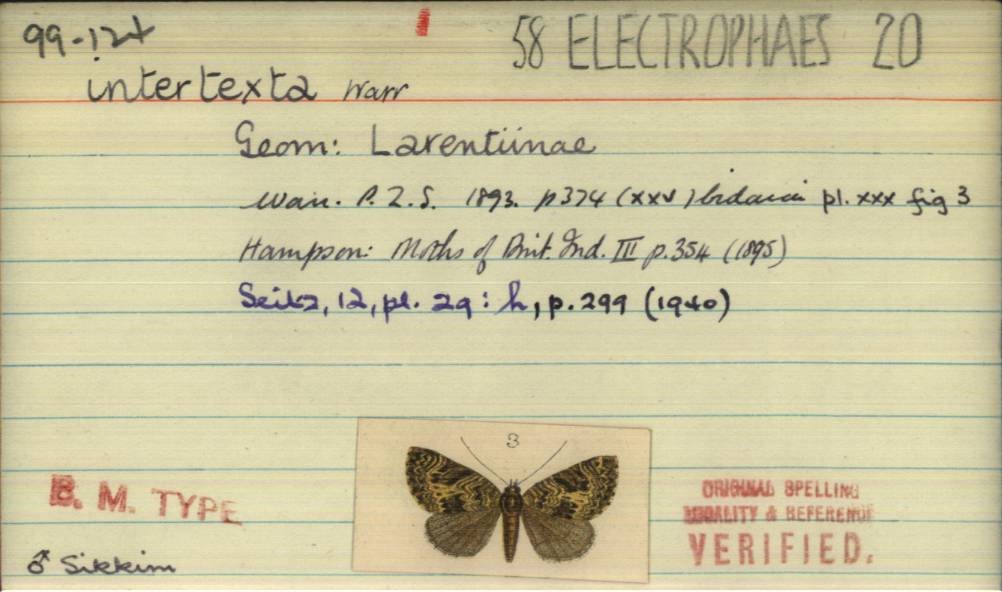 99-12+
58 ELECTROPHAES 20
intertexta Warr
Geom: Larentiinae
Warr. P.Z.S. 1893. p374 (xxx) Cidaria pl. xxx fig 3
Hampson: Moths of Brit. Ind. III p.354 (1895)
Seitz, 12, pl. 29: h, p.299 (1940)
3
B. M. TYPE
ORIGINAL SPELLING
LOCALITY & REFERENCE
VERIFIED.
♂ Sikkim